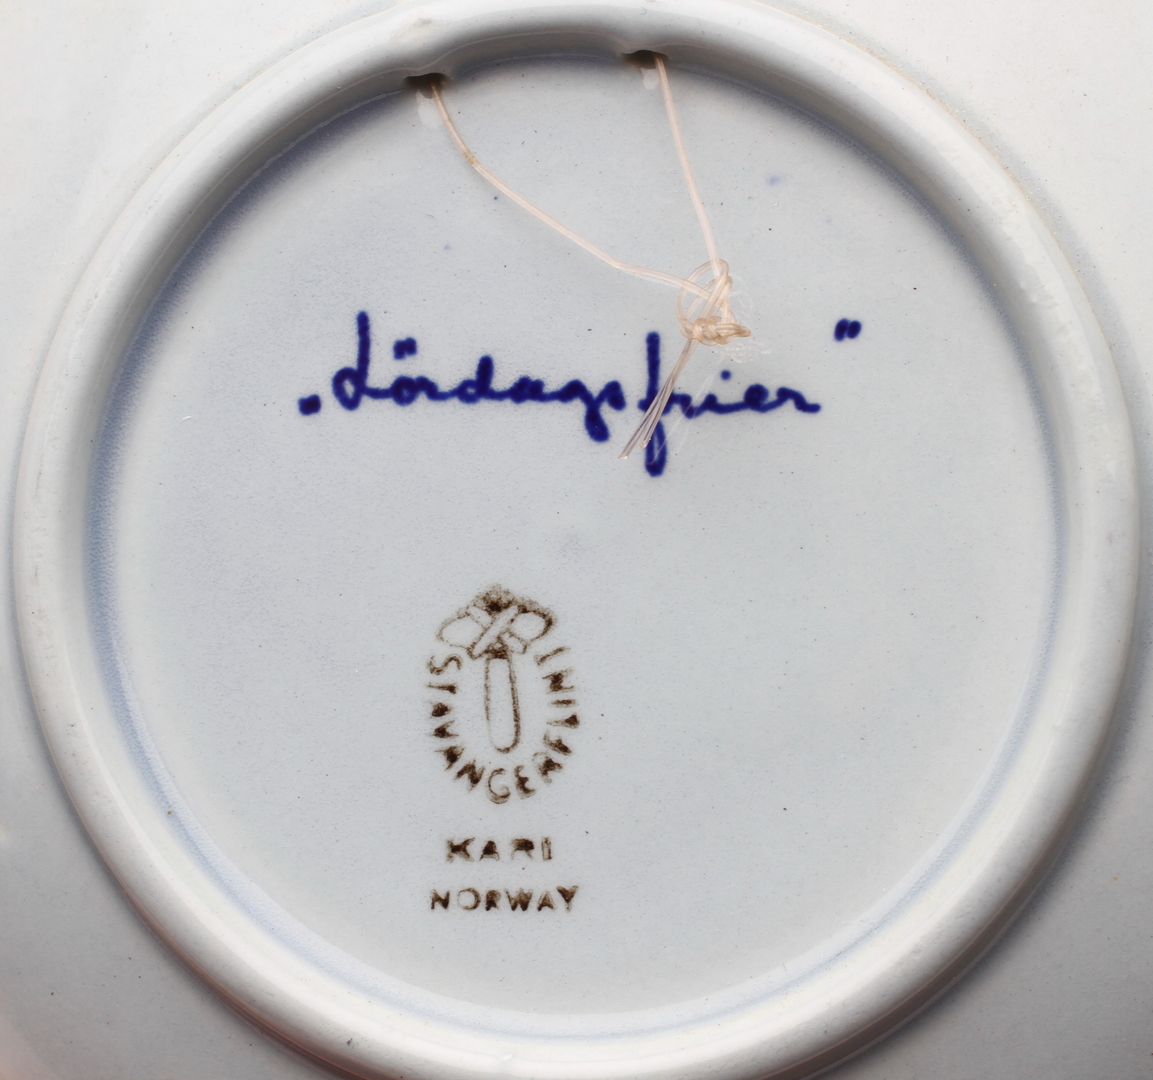 „Lördagsfrier"
STAVANGERFLINT
KARI
NORWAY